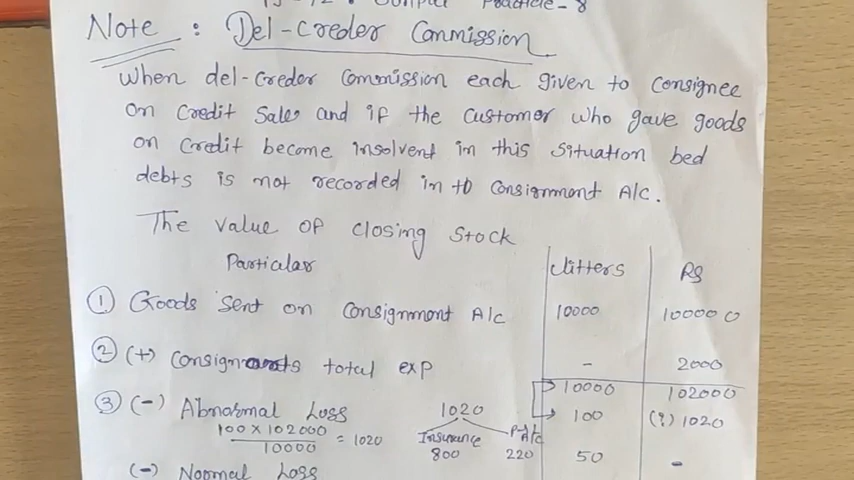 Practicle-8
Note : Del-Creder Commission
When del-creder Commission each given to consignee
on credit sales and if the customer who gave goods
on credit become insolvent in this situation bed
debts is not recorded in to consignment A/c.
The value of closing stock
Particular Litters Rs
① Goods sent on consignment A/c 10000 100000
② (+) Consignments total exp - 2000
10000 102000
③ (-) Abnormal Loss 1020 100 (-) 1020
100 x 102000 / 10000 = 1020 Insurance 800 P-L A/c 220
(-) Normal Loss 50 -